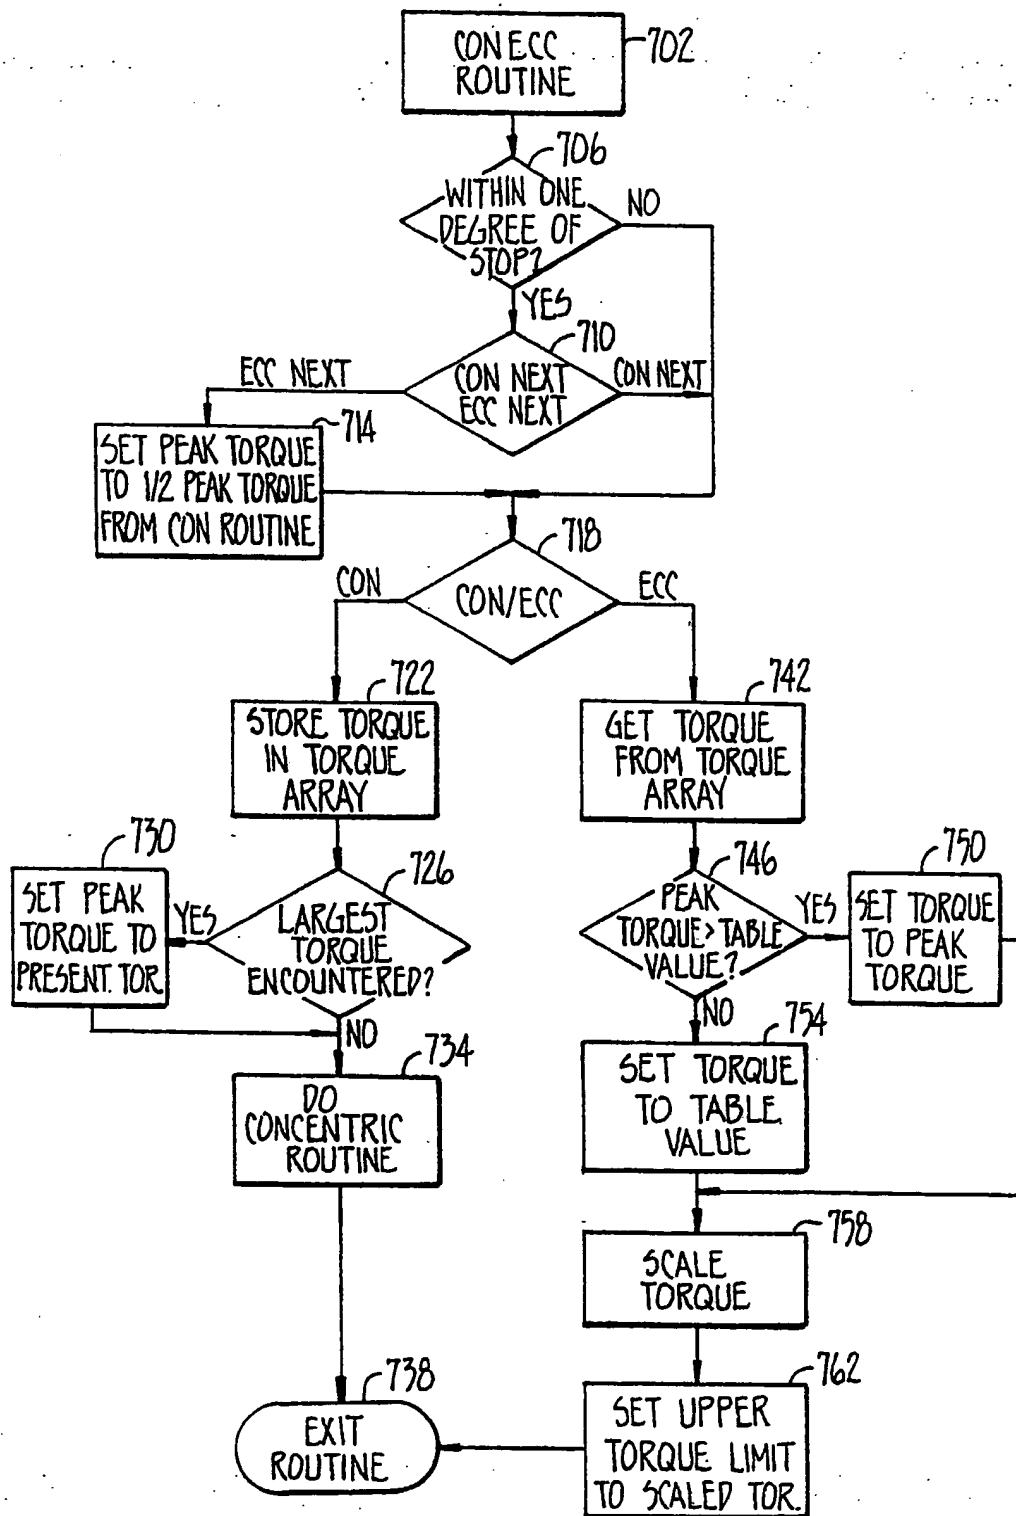 CON ECC
ROUTINE
702
706
WITHIN ONE
DEGREE OF
STOP?
NO
YES
710
CON NEXT
ECC NEXT
ECC NEXT
CON NEXT
714
SET PEAK TORQUE
TO 1/2 PEAK TORQUE
FROM CON ROUTINE
718
CON/ECC
CON
ECC
722
STORE TORQUE
IN TORQUE
ARRAY
742
GET TORQUE
FROM TORQUE
ARRAY
730
SET PEAK
TORQUE TO
PRESENT. TOR.
YES
726
LARGEST
TORQUE
ENCOUNTERED?
NO
746
PEAK
TORQUE>TABLE
VALUE?
YES
NO
750
SET TORQUE
TO PEAK
TORQUE
734
DO
CONCENTRIC
ROUTINE
754
SET TORQUE
TO TABLE
VALUE
758
SCALE
TORQUE
738
EXIT
ROUTINE
762
SET UPPER
TORQUE LIMIT
TO SCALED TOR.